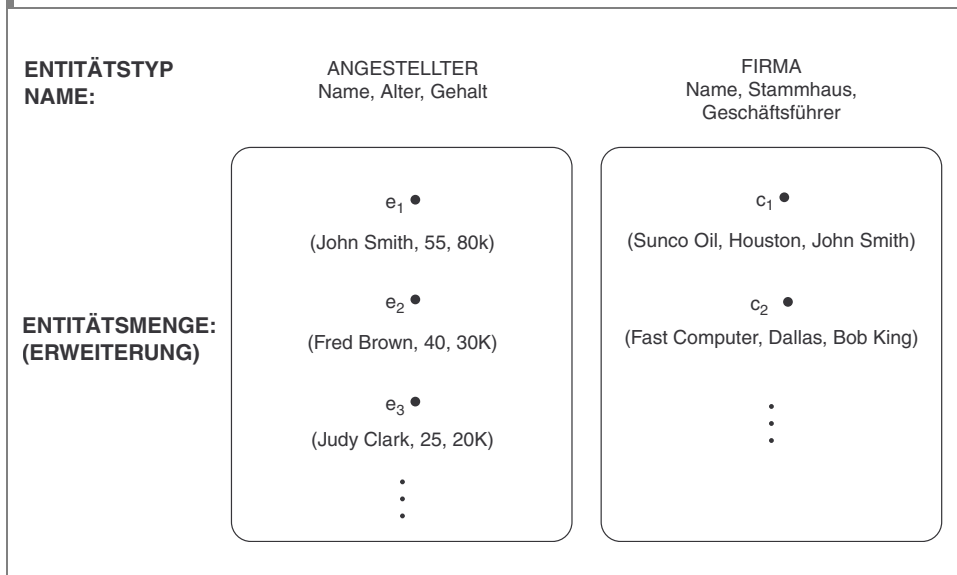 ENTITÄTSTYP
NAME:
ANGESTELLTER
Name, Alter, Gehalt
FIRMA
Name, Stammhaus,
Geschäftsführer
ENTITÄTSMENGE:
(ERWEITERUNG)
e1
(John Smith, 55, 80k)
e2
(Fred Brown, 40, 30K)
e3
(Judy Clark, 25, 20K)
c1
(Sunco Oil, Houston, John Smith)
c2
(Fast Computer, Dallas, Bob King)